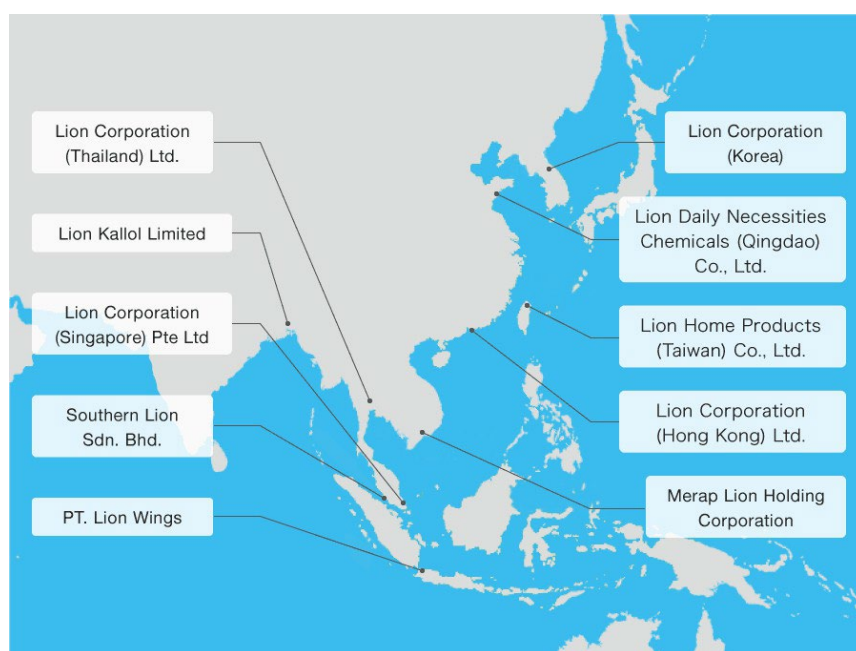 Lion Corporation
(Thailand) Ltd.
Lion Kallol Limited
Lion Corporation
(Singapore) Pte Ltd
Southern Lion
Sdn. Bhd.
PT. Lion Wings
Lion Corporation
(Korea)
Lion Daily Necessities
Chemicals (Qingdao)
Co., Ltd.
Lion Home Products
(Taiwan) Co., Ltd.
Lion Corporation
(Hong Kong) Ltd.
Merap Lion Holding
Corporation